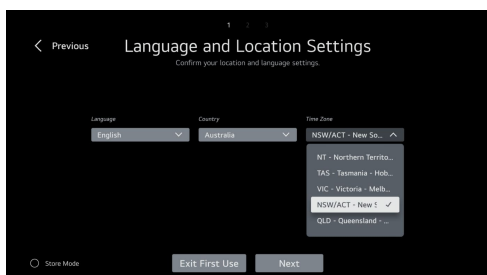 1 2 3
Previous
Language and Location Settings
Confirm your location and language settings.
Language
Country
Time Zone
English
Australia
NSW/ACT - New So...
NT - Northern Territo...
TAS - Tasmania - Hob...
VIC - Victoria - Melb...
NSW/ACT - New S
QLD - Queensland - ...
Store Mode
Exit First Use
Next